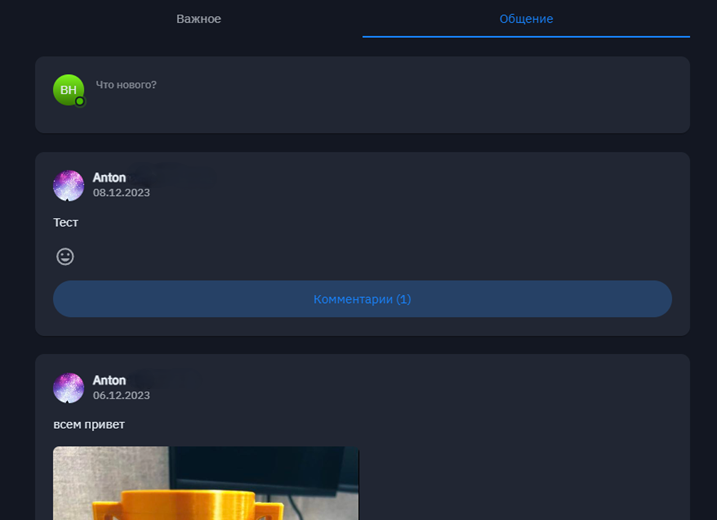 Важное
Общение
ВН
Что нового?
Anton
08.12.2023
Тест
Комментарии (1)
Anton
06.12.2023
всем привет